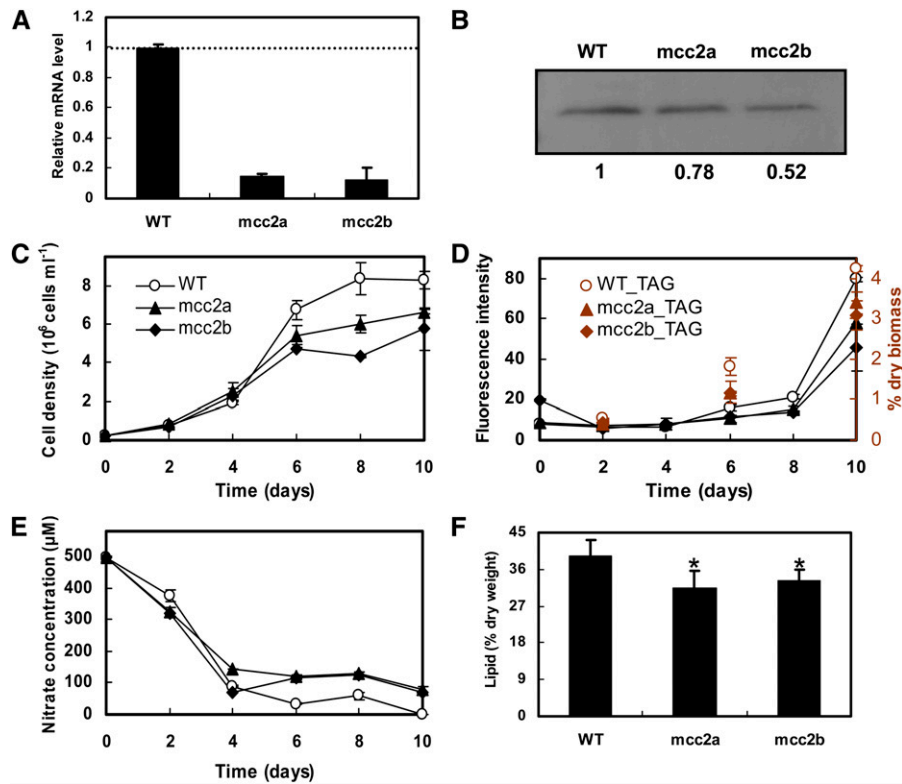 A
Relative mRNA level
1.2
1
0.8
0.6
0.4
0.2
0
WT
mcc2a
mcc2b
B
WT mcc2a mcc2b
1 0.78 0.52
C
Cell density (10⁶ cells ml⁻¹)
8
6
4
2
0
WT
mcc2a
mcc2b
0 2 4 6 8 10
Time (days)
D
Fluorescence intensity
80
60
40
20
0
WT_TAG
mcc2a_TAG
mcc2b_TAG
4
3
2
1
0
% dry biomass
0 2 4 6 8 10
Time (days)
E
Nitrate concentration (µM)
500
400
300
200
100
0
0 2 4 6 8 10
Time (days)
F
Lipid (% dry weight)
45
36
27
18
9
0
* *
WT mcc2a mcc2b